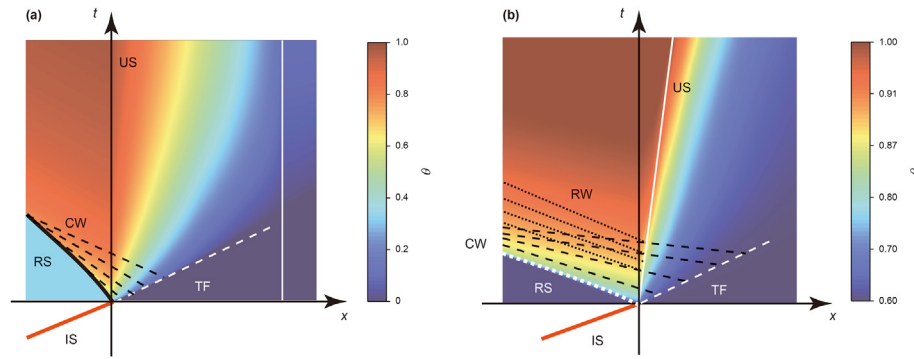 (a)
t
US
CW
RS
TF
x
IS
1.0
0.8
0.6
0.4
0.2
0
θ
(b)
t
US
RW
CW
RS
TF
x
IS
1.00
0.91
0.87
0.80
0.70
0.60